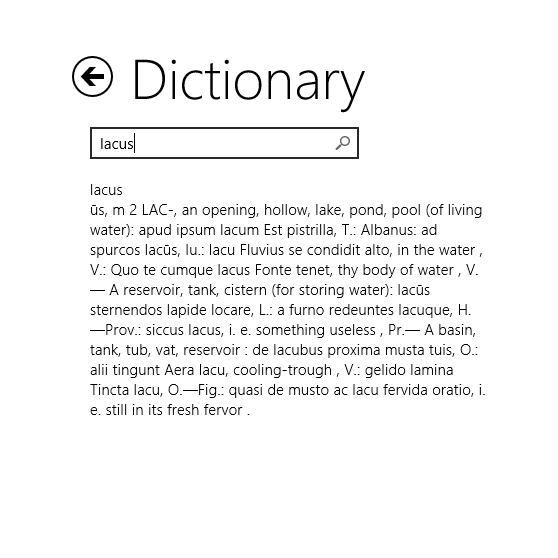 Dictionary
lacus
lacus
ūs, m 2 LAC-, an opening, hollow, lake, pond, pool (of living
water): apud ipsum lacum Est pistrilla, T.: Albanus: ad
spurcos lacūs, Iu.: lacu Fluvius se condidit alto, in the water ,
V.: Quo te cumque lacus Fonte tenet, thy body of water , V.
— A reservoir, tank, cistern (for storing water): lacūs
sternendos lapide locare, L.: a furno redeuntes lacuque, H.
—Prov.: siccus lacus, i. e. something useless , Pr.— A basin,
tank, tub, vat, reservoir : de lacubus proxima musta tuis, O.:
alii tingunt Aera lacu, cooling-trough , V.: gelido lamina
Tincta lacu, O.—Fig.: quasi de musto ac lacu fervida oratio, i.
e. still in its fresh fervor .